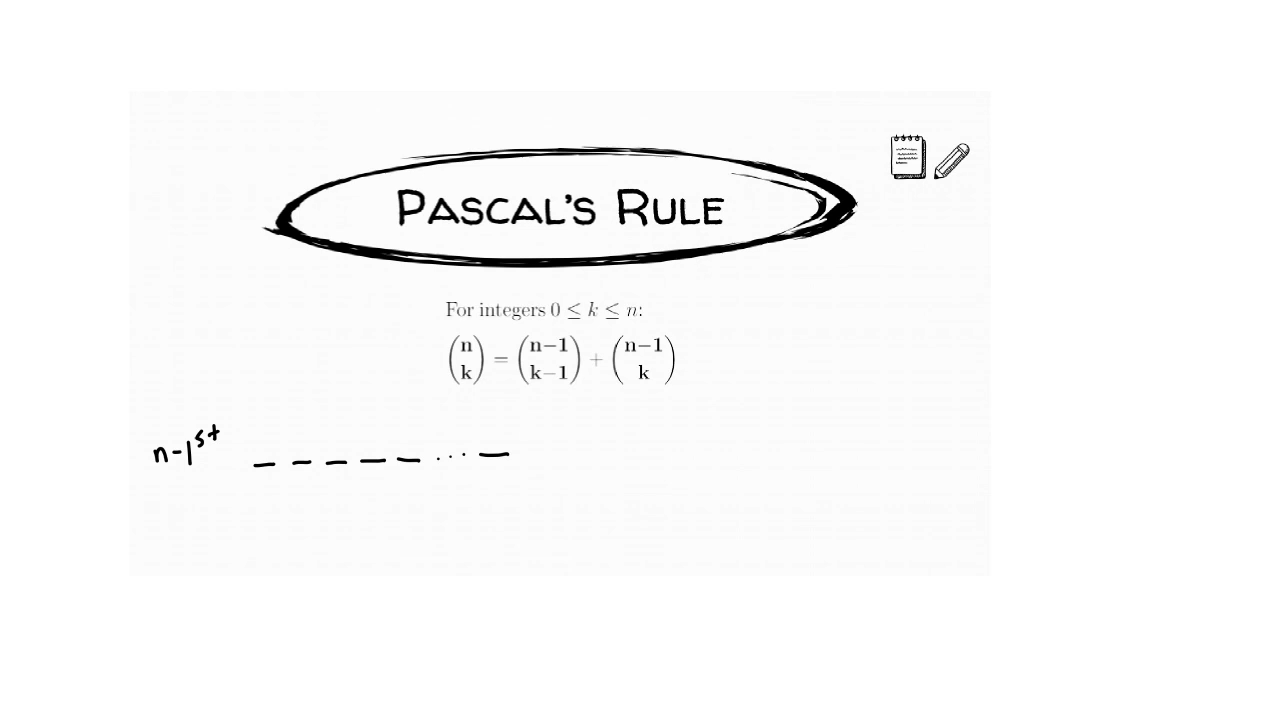 PASCAL'S RULE
For integers 0 ≤ k ≤ n:
(n k) = (n−1 k−1) + (n−1 k)
n-1st _ _ _ _ _ ... _